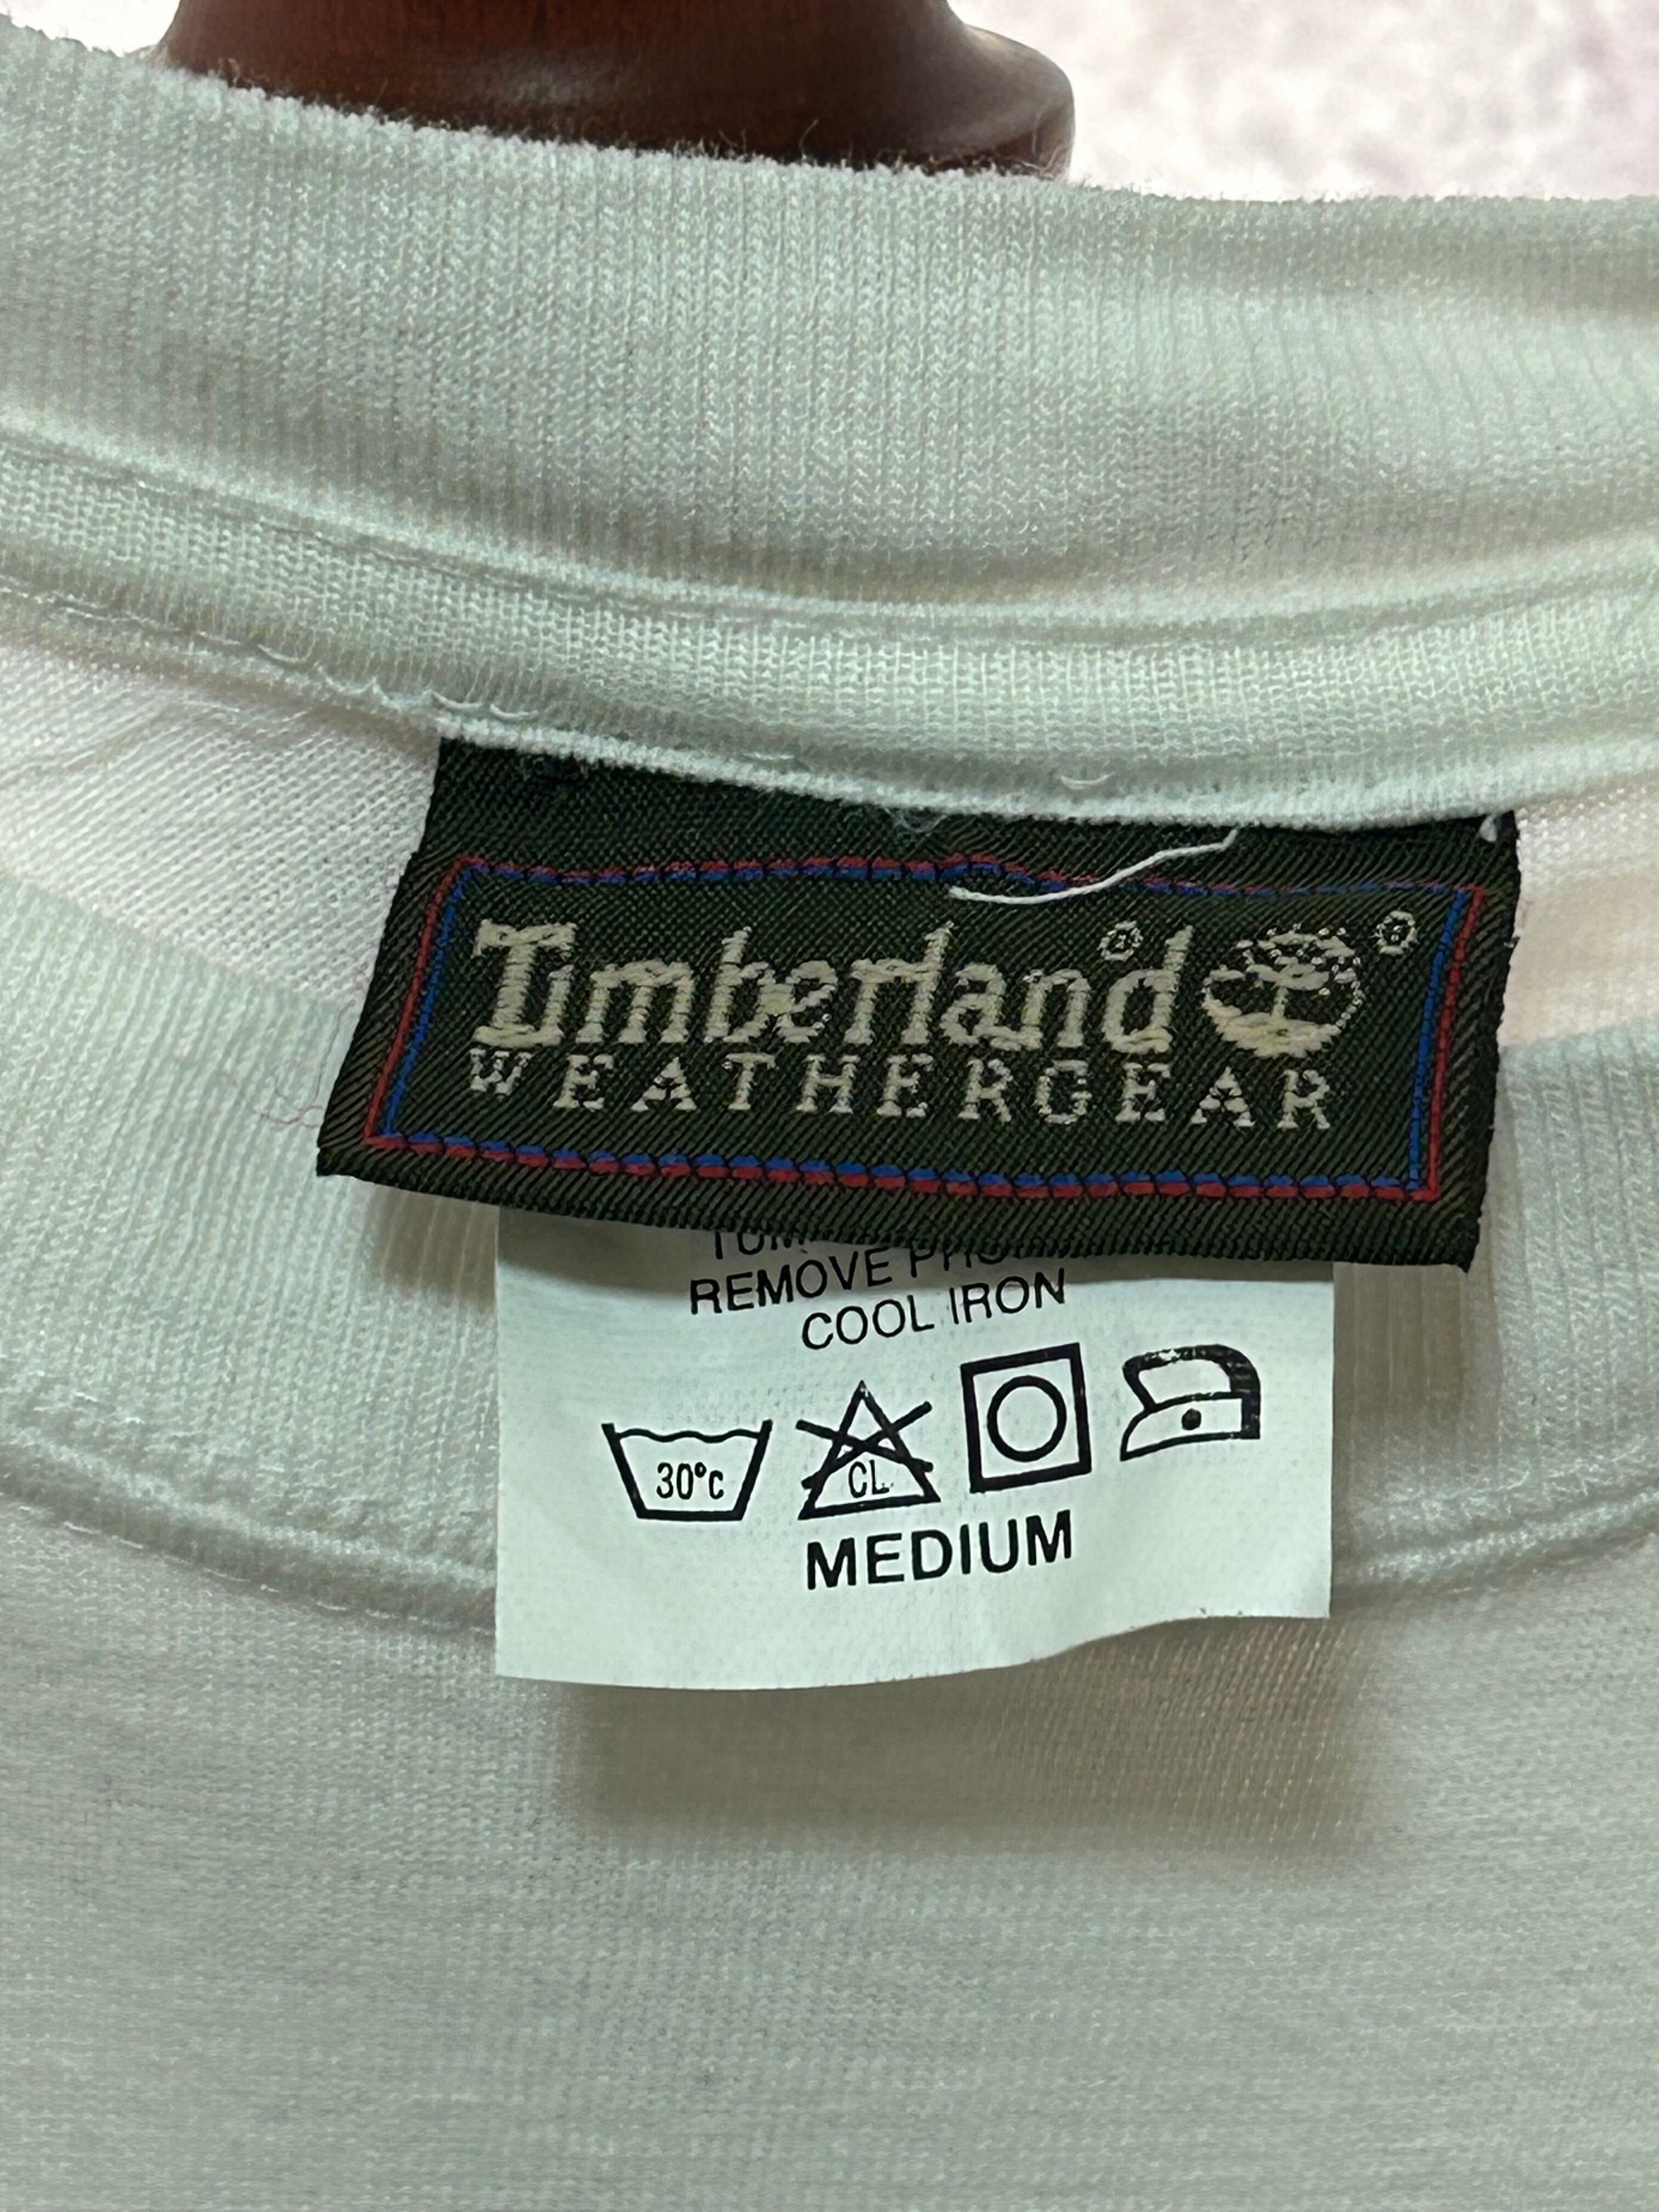 Timberland®
®
WEATHERGEAR
REMOVE
COOL IRON
30°C
CL
MEDIUM